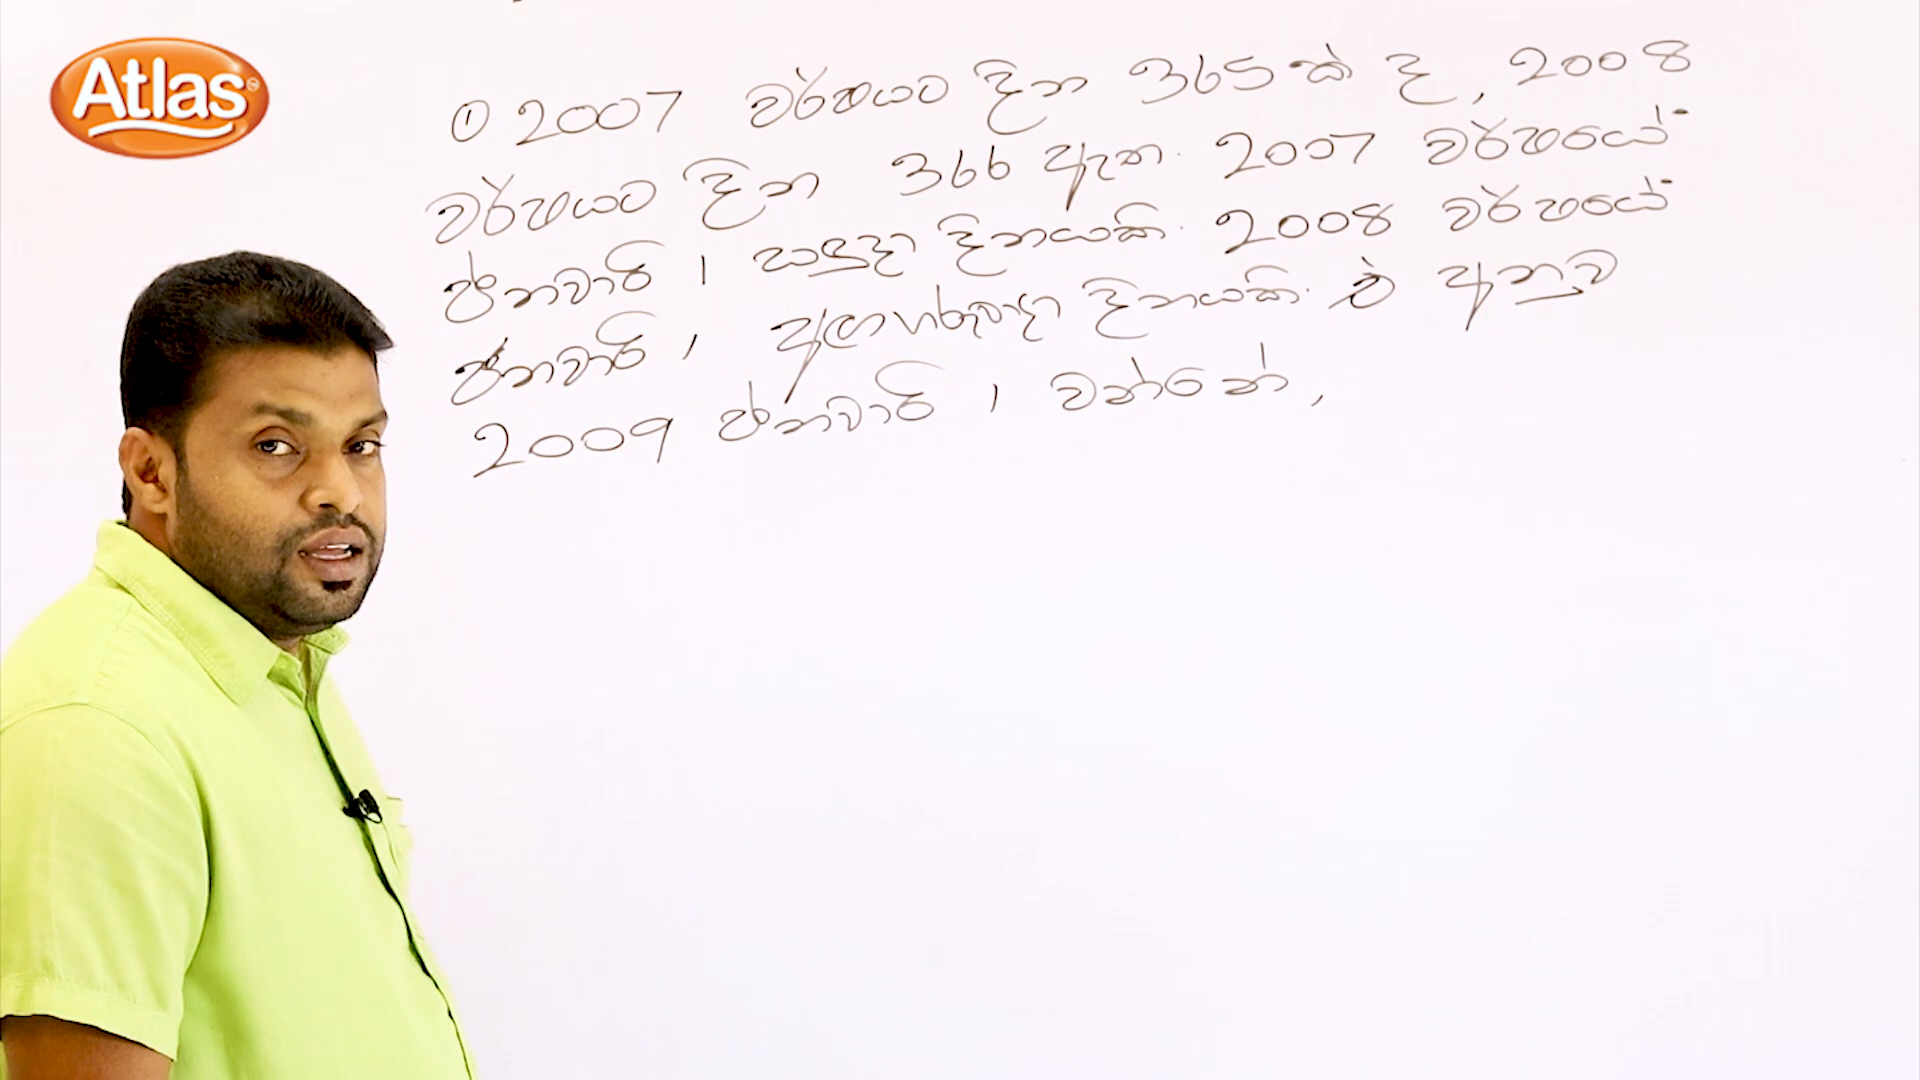 Atlas
① 2007 වර්ෂයට දින 365 ක් ද, 2008
වර්ෂයට දින 366 ඇත. 2007 වර්ෂයේ
ජනවාරි 1 සඳුදා දිනයකි. 2008 වර්ෂයේ
ජනවාරි 1 අඟහරුවාදා දිනයකි. ඒ අනුව
2009 ජනවාරි 1 වන්නේ,